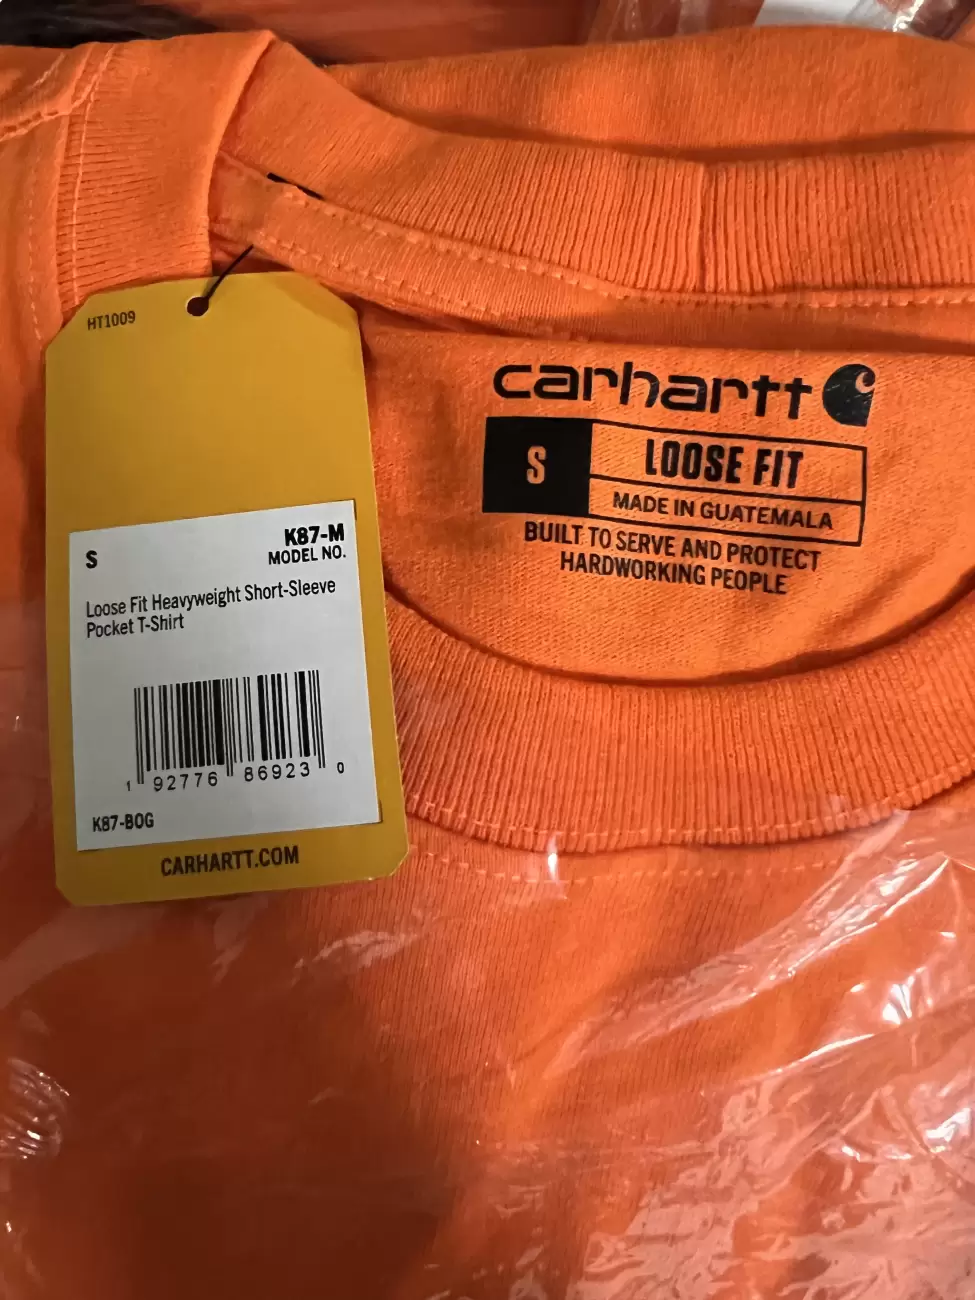 HT1009
S
K87-M
MODEL NO.
Loose Fit Heavyweight Short-Sleeve
Pocket T-Shirt
1 92776 86923 0
K87-BOG
CARHARTT.COM
carhartt
S
LOOSE FIT
MADE IN GUATEMALA
BUILT TO SERVE AND PROTECT
HARDWORKING PEOPLE